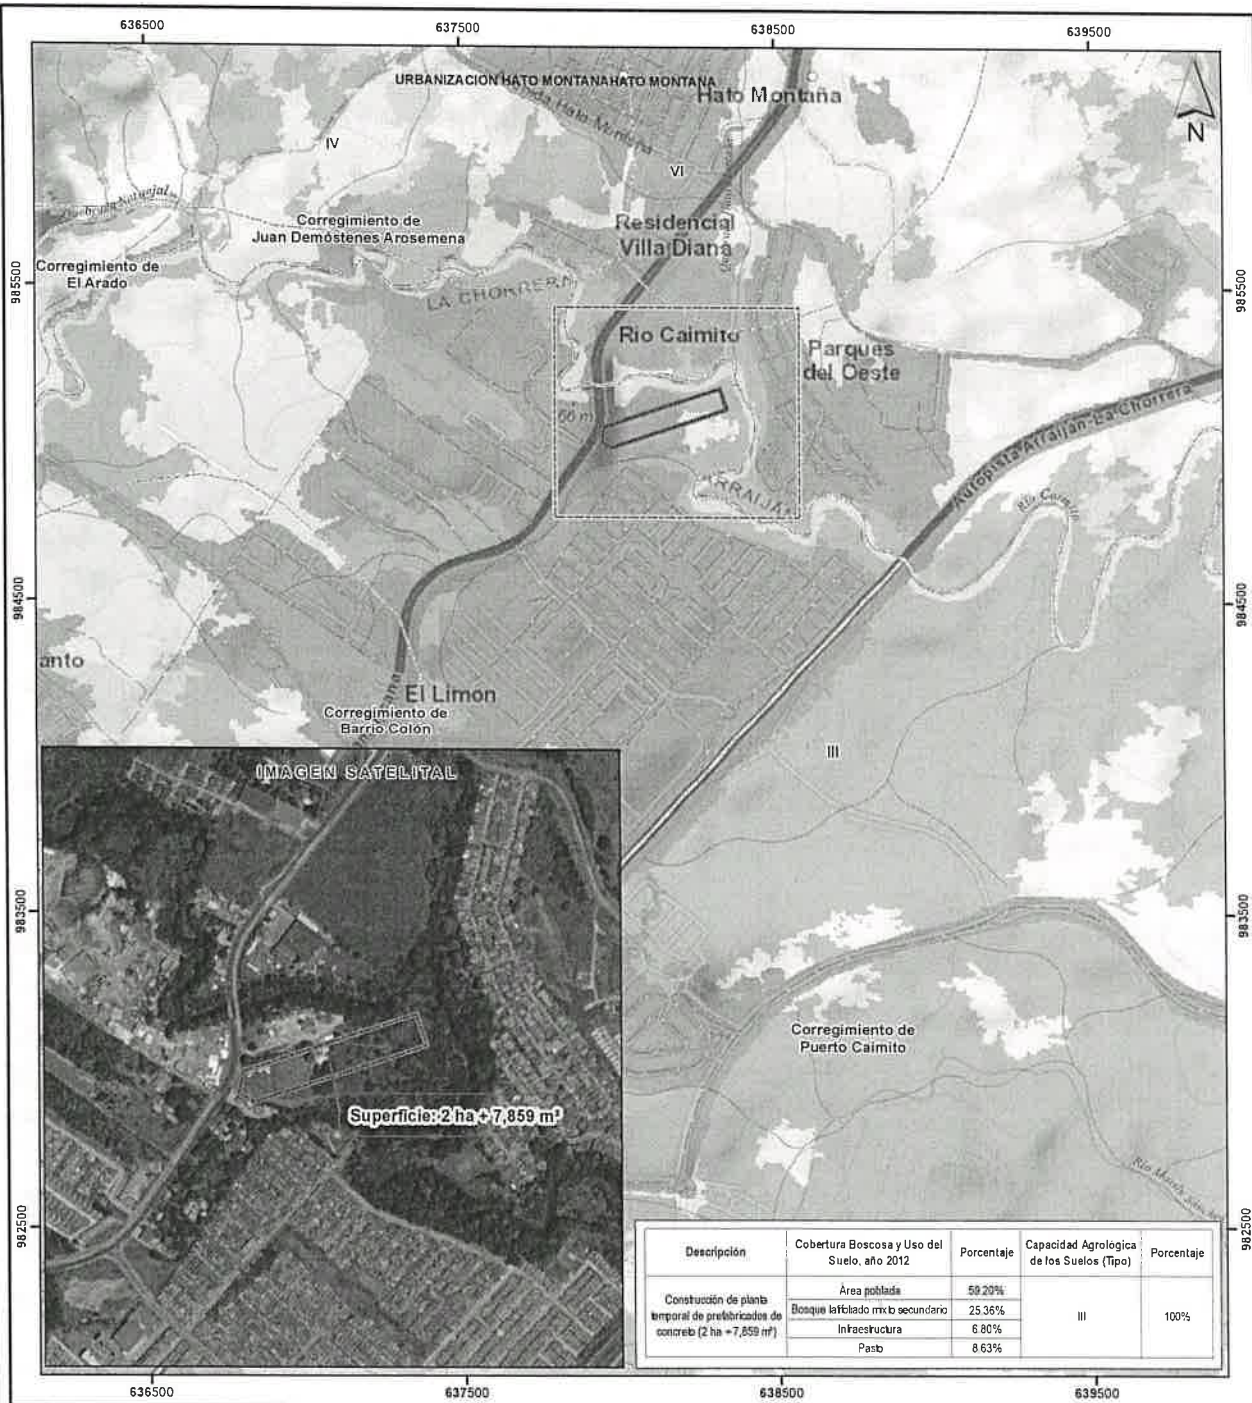 636500
637500
638500
639500
URBANIZACION HATO MONTANAHATO MONTANA
Hato Montaña
N
IV
VI
Corregimiento de
Juan Demóstenes Arosemena
Residencial
Villa Diana
Corregimiento de
El Arado
LA CHORRERA
985500
985500
Rio Caimito
Parques
del Oeste
66 m
Autopista Arraiján-La Chorrera
ARRAIJÁN
Río Caimito
984500
984500
anto
El Limon
Corregimiento de
Barrio Colón
III
IMAGEN SATELITAL
983500
983500
Corregimiento de
Puerto Caimito
Superficie: 2 ha + 7,859 m²
982500
982500
Descripción
Cobertura Boscosa y Uso del
Suelo, año 2012
Porcentaje
Capacidad Agrológica
de los Suelos (Tipo)
Porcentaje
Construcción de planta
temporal de prefabricados de
concreto (2 ha + 7,859 m²)
Área poblada
59.20%
Bosque latifoliado mixto secundario
25.36%
Infraestructura
6.80%
Pasto
8.63%
III
100%
636500
637500
638500
639500